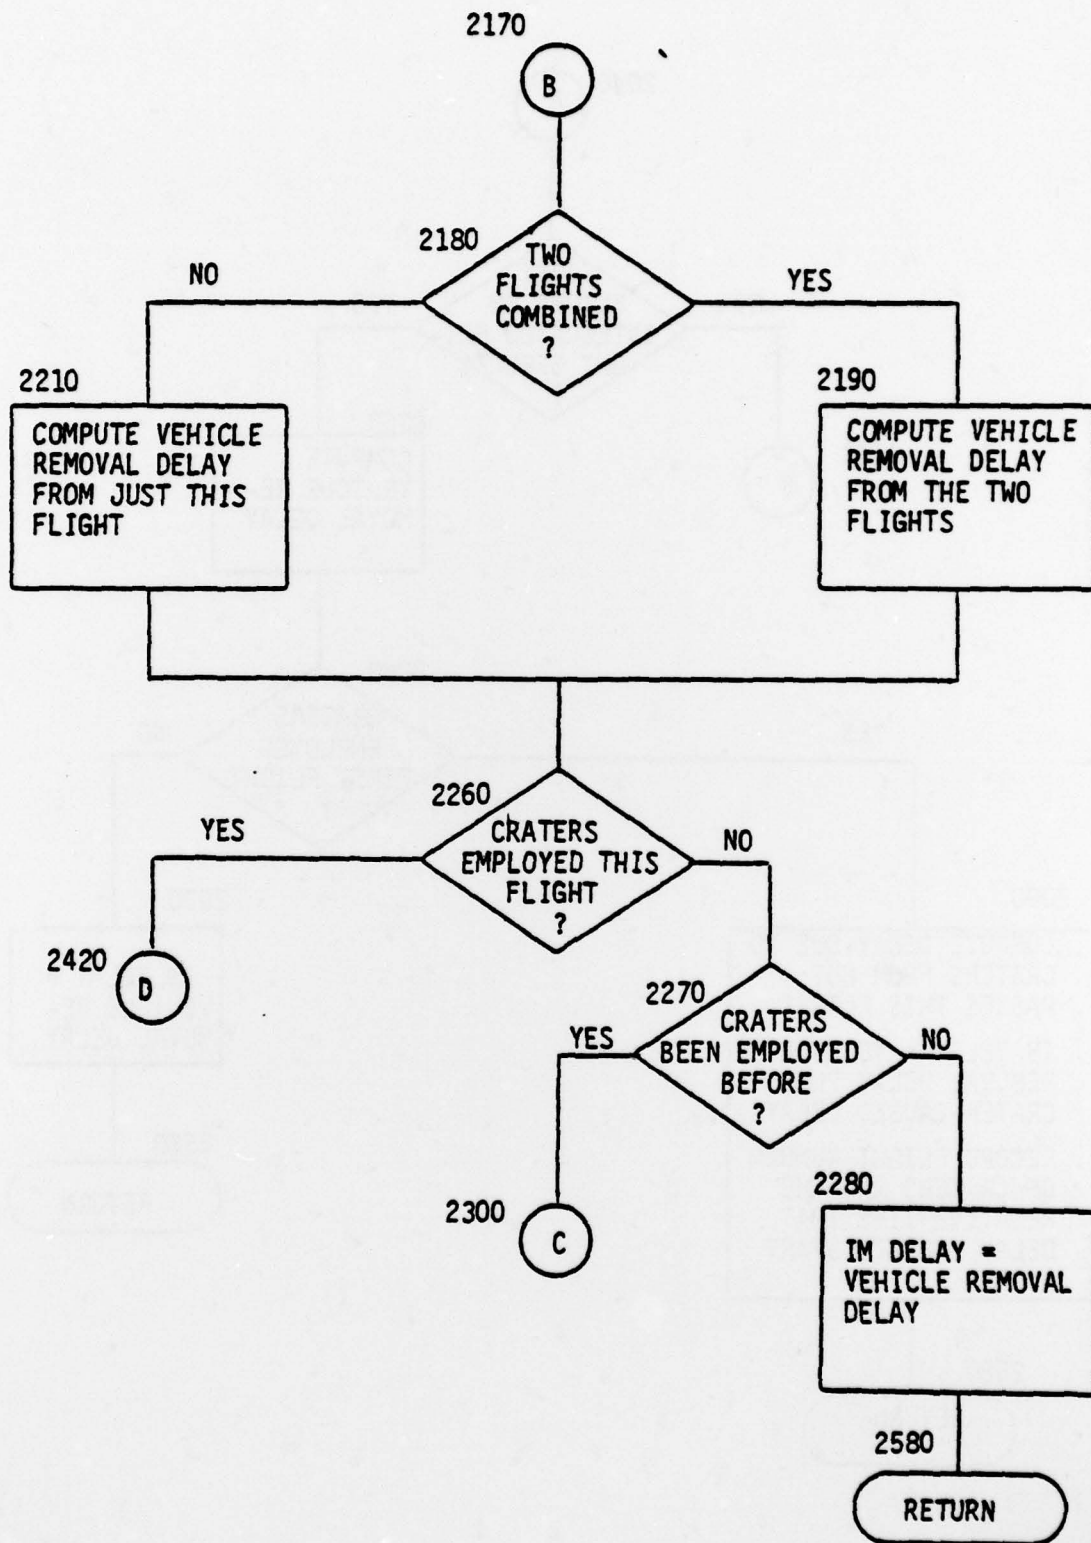 2170
B
2180
TWO
FLIGHTS
COMBINED
?
NO
YES
2210
COMPUTE VEHICLE
REMOVAL DELAY
FROM JUST THIS
FLIGHT
2190
COMPUTE VEHICLE
REMOVAL DELAY
FROM THE TWO
FLIGHTS
2260
CRATERS
EMPLOYED THIS
FLIGHT
?
YES
NO
2420
D
2270
CRATERS
BEEN EMPLOYED
BEFORE
?
YES
NO
2300
C
2280
IM DELAY =
VEHICLE REMOVAL
DELAY
2580
RETURN